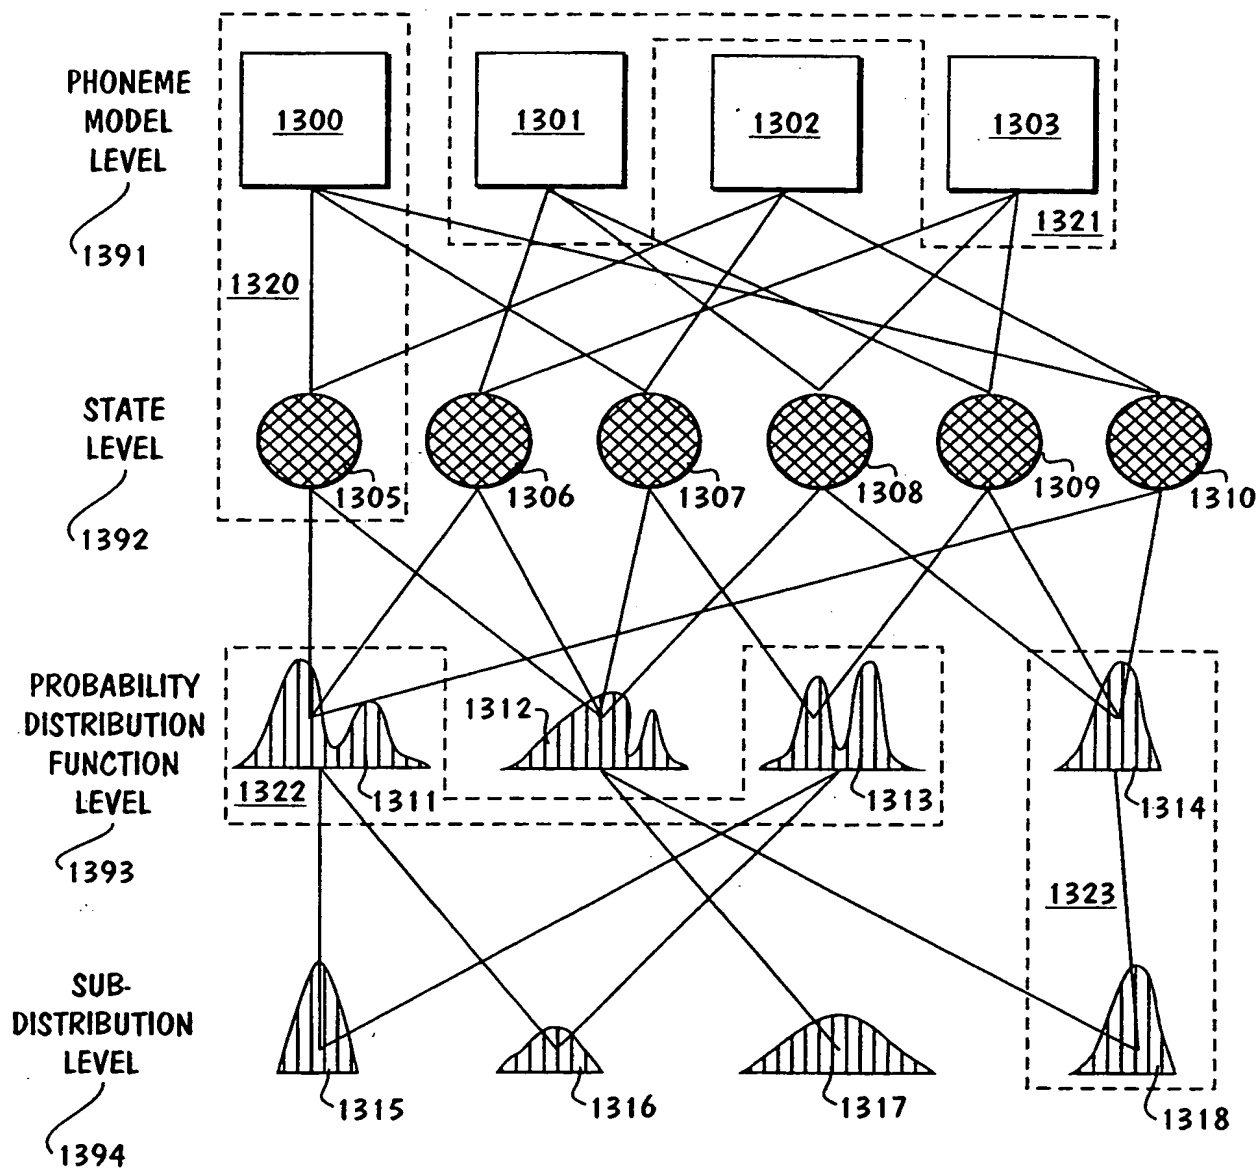 PHONEME
MODEL
LEVEL
1391
1300
1301
1302
1303
1321
1320
STATE
LEVEL
1392
1305
1306
1307
1308
1309
1310
PROBABILITY
DISTRIBUTION
FUNCTION
LEVEL
1393
1322
1311
1312
1313
1314
1323
SUB-
DISTRIBUTION
LEVEL
1394
1315
1316
1317
1318